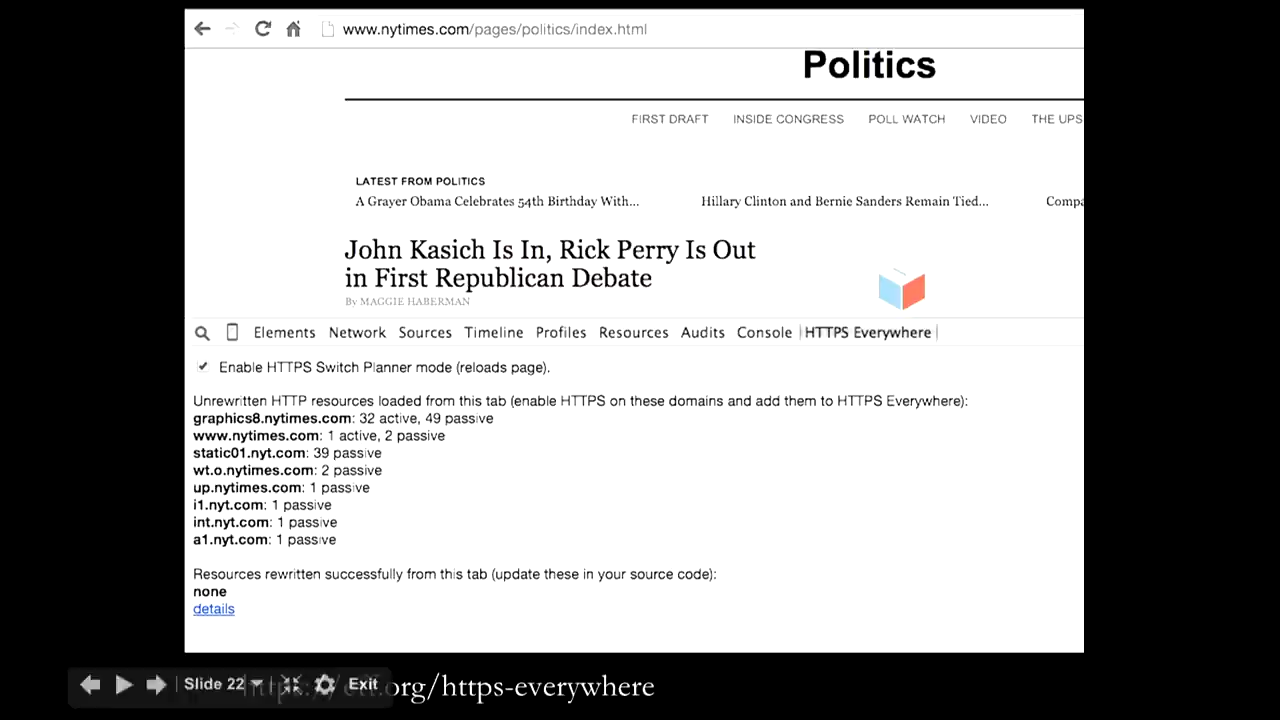 www.nytimes.com/pages/politics/index.html
Politics
FIRST DRAFT INSIDE CONGRESS POLL WATCH VIDEO THE UPS
LATEST FROM POLITICS
A Grayer Obama Celebrates 54th Birthday With... Hillary Clinton and Bernie Sanders Remain Tied... Compa
John Kasich Is In, Rick Perry Is Out
in First Republican Debate
By MAGGIE HABERMAN
Elements Network Sources Timeline Profiles Resources Audits Console HTTPS Everywhere
Enable HTTPS Switch Planner mode (reloads page).
Unrewritten HTTP resources loaded from this tab (enable HTTPS on these domains and add them to HTTPS Everywhere):
graphics8.nytimes.com: 32 active, 49 passive
www.nytimes.com: 1 active, 2 passive
static01.nyt.com: 39 passive
wt.o.nytimes.com: 2 passive
up.nytimes.com: 1 passive
i1.nyt.com: 1 passive
int.nyt.com: 1 passive
a1.nyt.com: 1 passive
Resources rewritten successfully from this tab (update these in your source code):
none
details
Slide 22 Exit
https://eff.org/https-everywhere